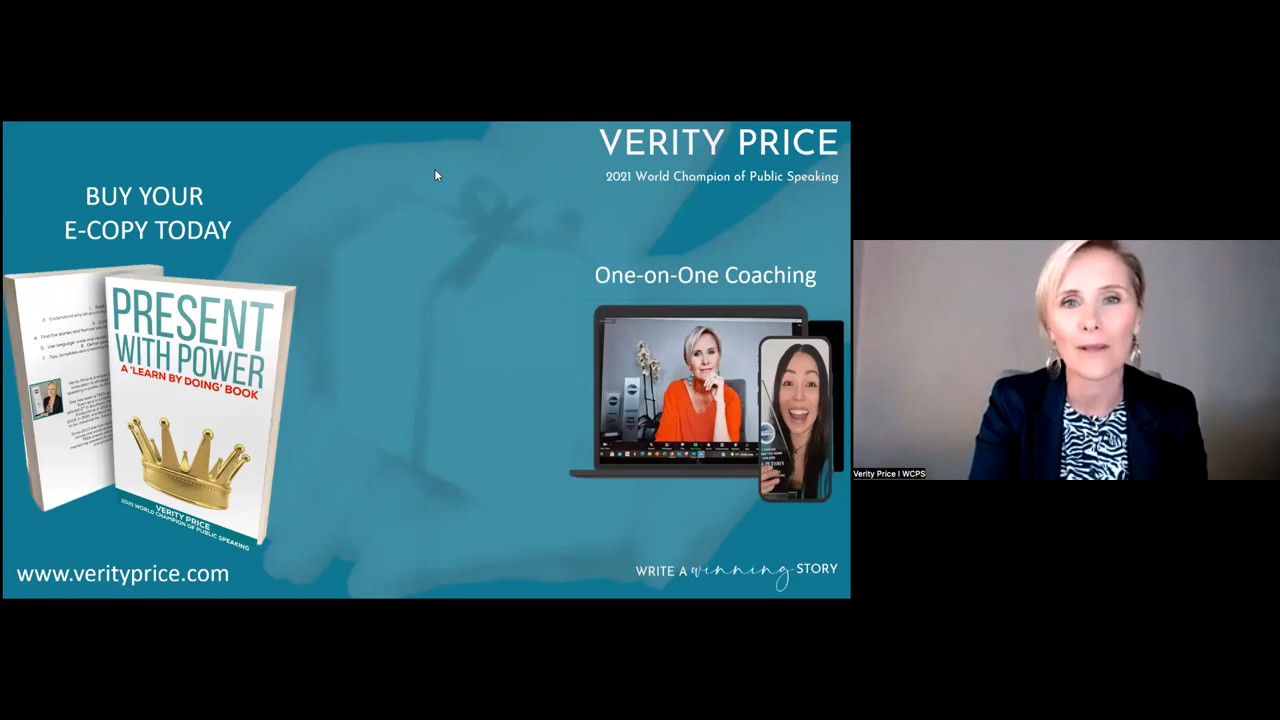 VERITY PRICE
2021 World Champion of Public Speaking
BUY YOUR
E-COPY TODAY
One-on-One Coaching
PRESENT
WITH POWER
A 'LEARN BY DOING' BOOK
VERITY PRICE
2021 WORLD CHAMPION OF PUBLIC SPEAKING
www.verityprice.com
WRITE A winning STORY
Verity Price I WCPS